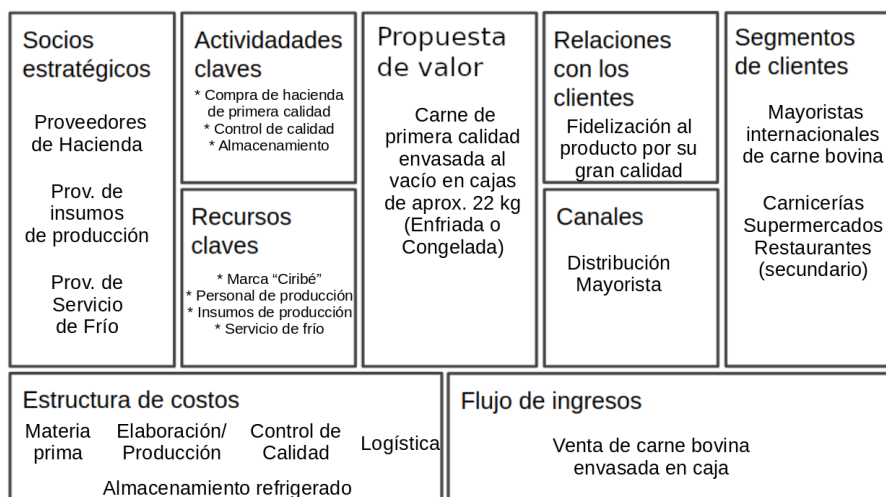 Socios
estratégicos
Proveedores
de Hacienda
Prov. de
insumos
de producción
Prov. de
Servicio
de Frío
Actividadades
claves
* Compra de hacienda
de primera calidad
* Control de calidad
* Almacenamiento
Recursos
claves
* Marca “Ciribé”
* Personal de producción
* Insumos de producción
* Servicio de frío
Propuesta
de valor
Carne de
primera calidad
envasada al
vacío en cajas
de aprox. 22 kg
(Enfriada o
Congelada)
Relaciones
con los
clientes
Fidelización al
producto por su
gran calidad
Canales
Distribución
Mayorista
Segmentos
de clientes
Mayoristas
internacionales
de carne bovina
Carnicerías
Supermercados
Restaurantes
(secundario)
Estructura de costos
Materia
prima
Elaboración/
Producción
Control de
Calidad
Logística
Almacenamiento refrigerado
Flujo de ingresos
Venta de carne bovina
envasada en caja